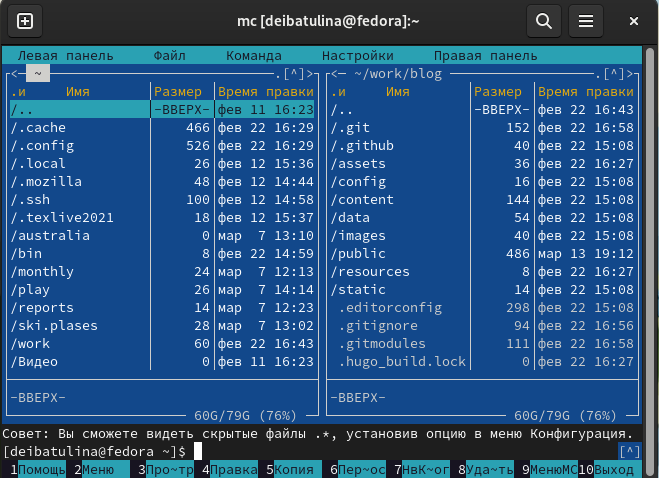 mc [deibatulina@fedora]:~
Левая панель Файл Команда Настройки Правая панель
<- ~ .[^]> <- ~/work/blog .[^]>
.и Имя Размер Время правки .и Имя Размер Время правки
/.. -ВВЕРХ- фев 11 16:23 /.. -ВВЕРХ- фев 22 16:43
/.cache 466 фев 22 16:29 /.git 152 фев 22 16:58
/.config 526 фев 22 16:29 /.github 40 фев 22 15:08
/.local 26 фев 12 15:36 /assets 36 фев 22 16:27
/.mozilla 48 фев 12 14:44 /config 16 фев 22 15:08
/.ssh 100 фев 12 14:58 /content 144 фев 22 15:08
/.texlive2021 18 фев 12 15:37 /data 54 фев 22 15:08
/australia 0 мар 7 13:10 /images 40 фев 22 15:08
/bin 8 фев 22 14:59 /public 486 мар 13 19:12
/monthly 24 мар 7 12:13 /resources 8 фев 22 16:27
/play 26 мар 7 14:14 /static 14 фев 22 15:08
/reports 14 мар 7 12:23 .editorconfig 298 фев 22 15:08
/ski.plases 28 мар 7 13:02 .gitignore 94 фев 22 16:56
/work 60 фев 22 16:43 .gitmodules 111 фев 22 16:58
/Видео 0 фев 11 16:23 .hugo_build.lock 0 фев 22 16:27
-ВВЕРХ- -ВВЕРХ-
60G/79G (76%) 60G/79G (76%)
Совет: Вы сможете видеть скрытые файлы .*, установив опцию в меню Конфигурация.
[deibatulina@fedora ~]$ [^]
1Помощь 2Меню 3Про~тр 4Правка 5Копия 6Пер~ос 7НвК~ог 8Уда~ть 9МенюMC 10Выход